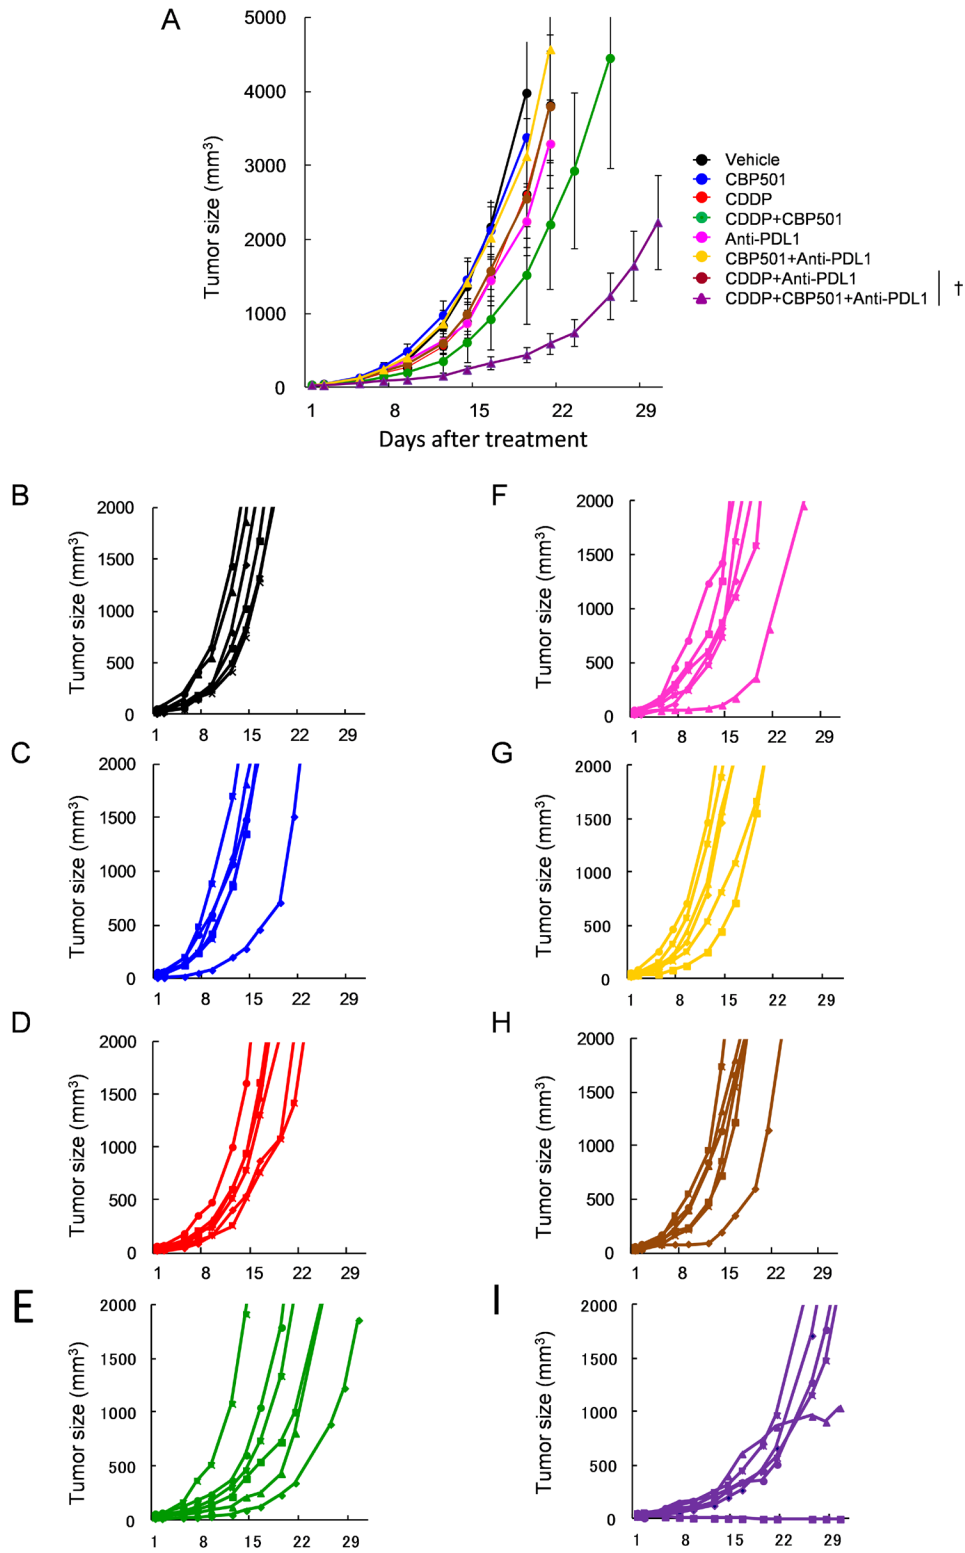 A
Tumor size (mm³)
5000
4000
3000
2000
1000
0
1 8 15 22 29
Days after treatment
Vehicle
CBP501
CDDP
CDDP+CBP501
Anti-PDL1
CBP501+Anti-PDL1
CDDP+Anti-PDL1
CDDP+CBP501+Anti-PDL1
†
B
Tumor size (mm³)
2000
1500
1000
500
0
1 8 15 22 29
F
Tumor size (mm³)
2000
1500
1000
500
0
1 8 15 22 29
C
Tumor size (mm³)
2000
1500
1000
500
0
1 8 15 22 29
G
Tumor size (mm³)
2000
1500
1000
500
0
1 8 15 22 29
D
Tumor size (mm³)
2000
1500
1000
500
0
1 8 15 22 29
H
Tumor size (mm³)
2000
1500
1000
500
0
1 8 15 22 29
E
Tumor size (mm³)
2000
1500
1000
500
0
1 8 15 22 29
I
Tumor size (mm³)
2000
1500
1000
500
0
1 8 15 22 29